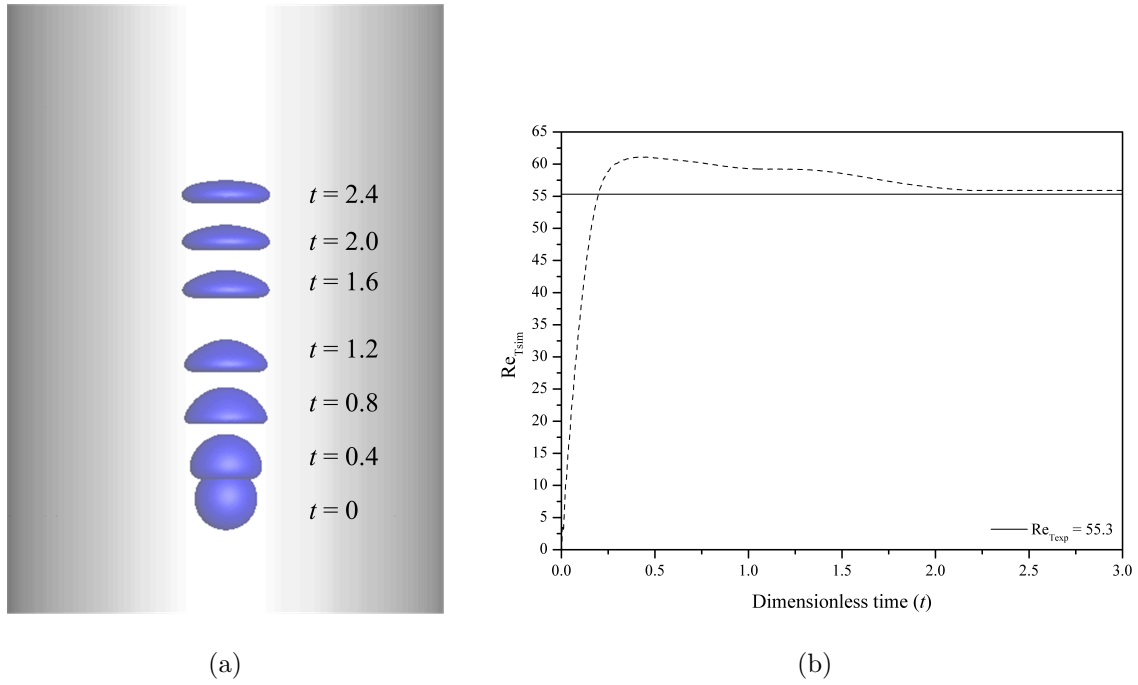 t = 2.4
t = 2.0
t = 1.6
t = 1.2
t = 0.8
t = 0.4
t = 0
(a)
65
60
55
50
45
40
35
30
25
20
15
10
5
0
Re_Tsim
Re_Texp = 55.3
0.0 0.5 1.0 1.5 2.0 2.5 3.0
Dimensionless time (t)
(b)